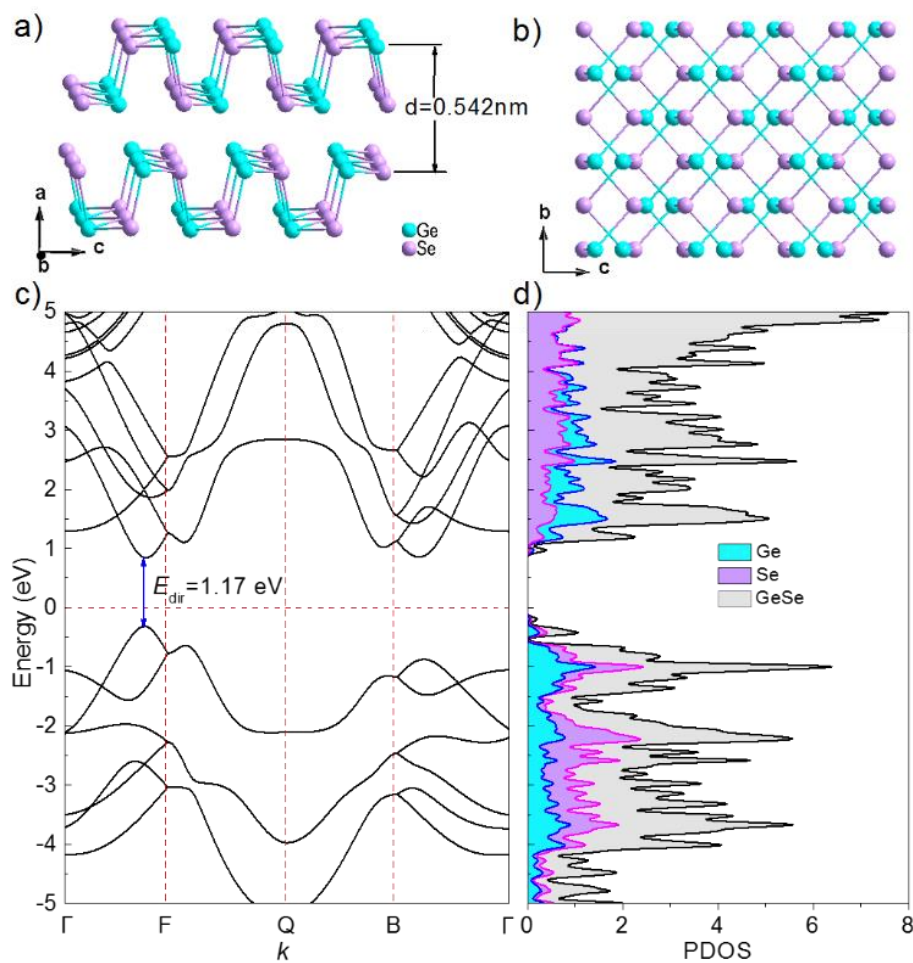 a)
d=0.542nm
a
b
c
Ge
Se
b)
b
c
c)
5
4
3
2
1
0
-1
-2
-3
-4
-5
Energy (eV)
E_dir=1.17 eV
Γ F Q B Γ
k
d)
Ge
Se
GeSe
0 2 4 6 8
PDOS